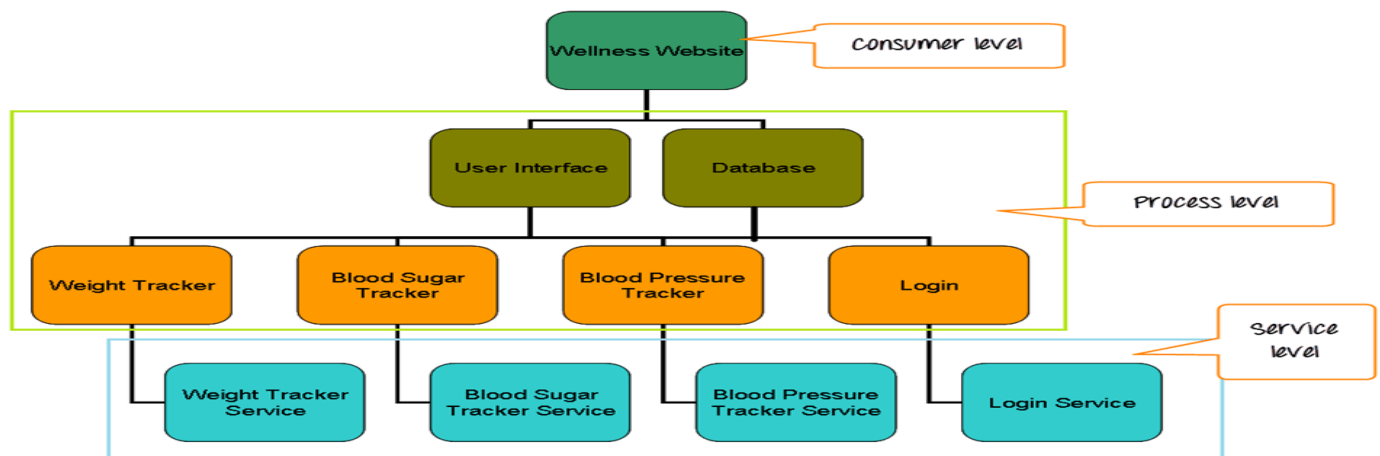 Wellness Website
Consumer level
User Interface
Database
Process level
Weight Tracker
Blood Sugar
Tracker
Blood Pressure
Tracker
Login
Service
level
Weight Tracker
Service
Blood Sugar
Tracker Service
Blood Pressure
Tracker Service
Login Service